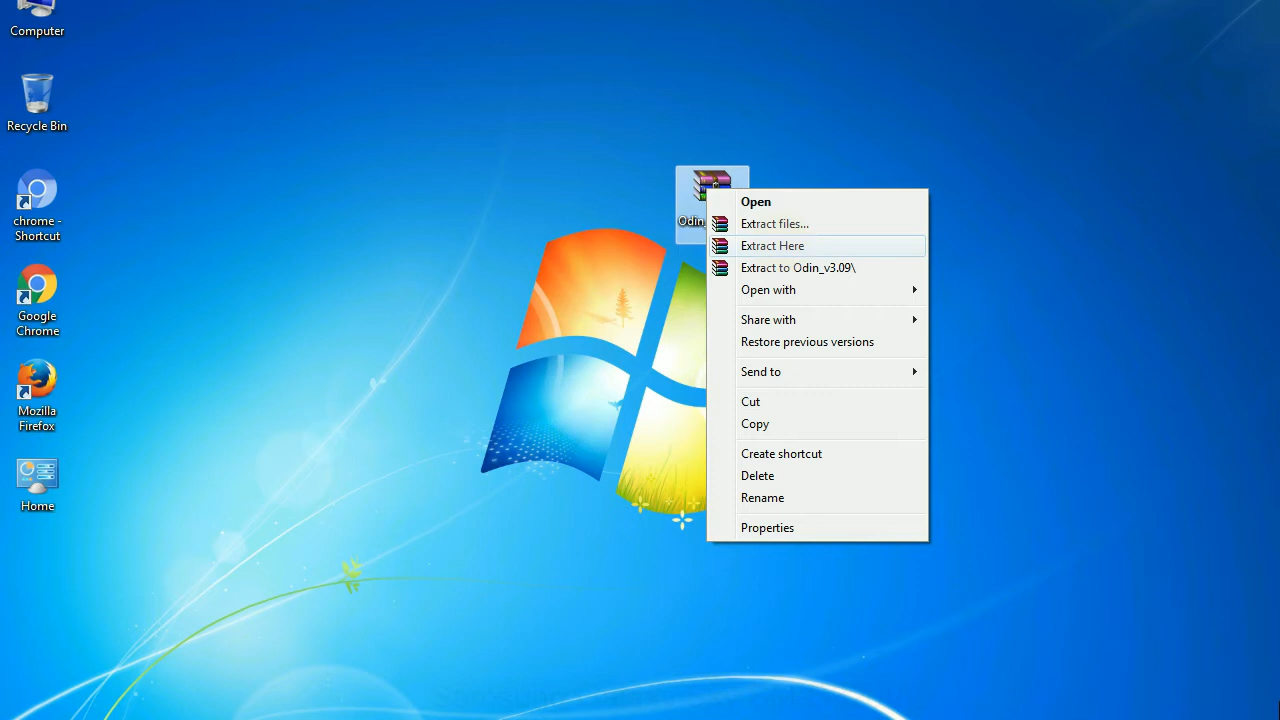 Computer
Recycle Bin
chrome -
Shortcut
Google
Chrome
Mozilla
Firefox
Home
Open
Extract files...
Extract Here
Extract to Odin_v3.09\
Open with
Share with
Restore previous versions
Send to
Cut
Copy
Create shortcut
Delete
Rename
Properties